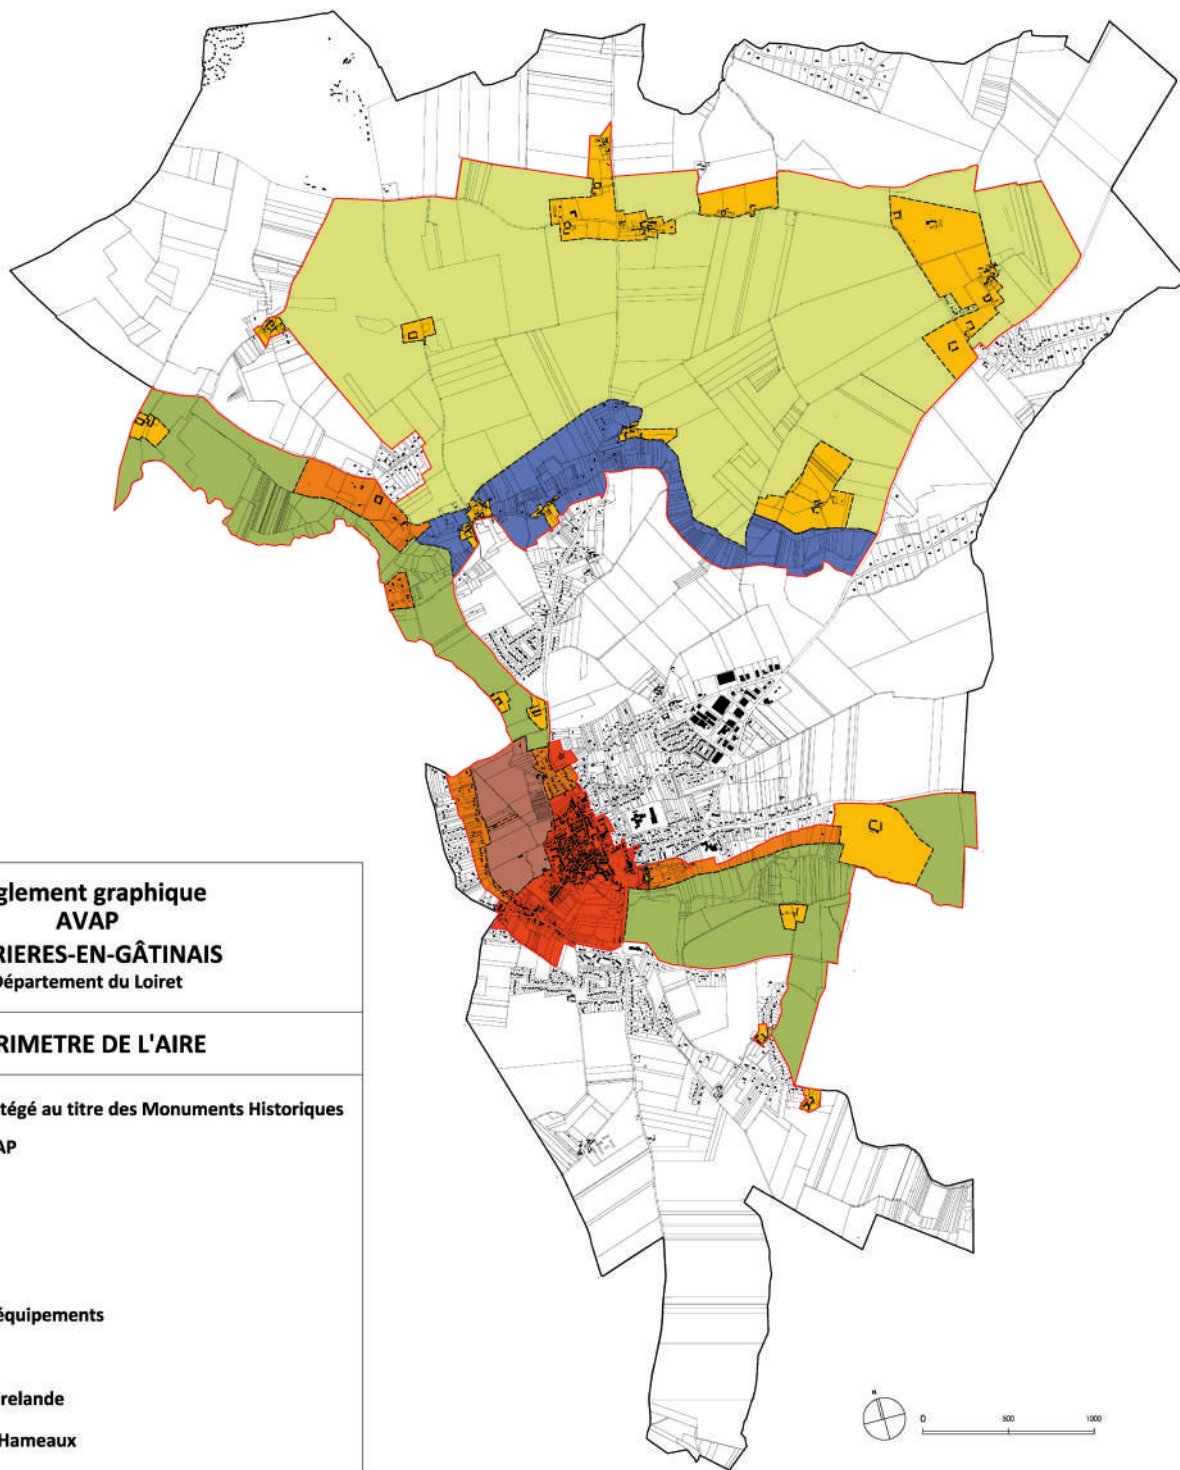 glement graphique
AVAP
RIERES-EN-GÂTINAIS
Département du Loiret
RIMETRE DE L'AIRE
tégé au titre des Monuments Historiques
AP
équipements
irelande
Hameaux
N
0 500 1000